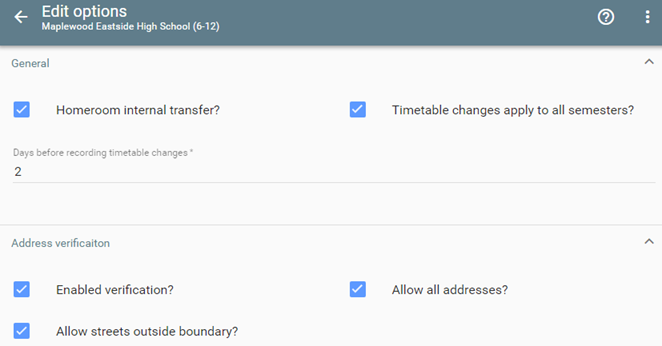 Edit options
Maplewood Eastside High School (6-12)
General
Homeroom internal transfer? Timetable changes apply to all semesters?
Days before recording timetable changes *
2
Address verificaiton
Enabled verification? Allow all addresses?
Allow streets outside boundary?